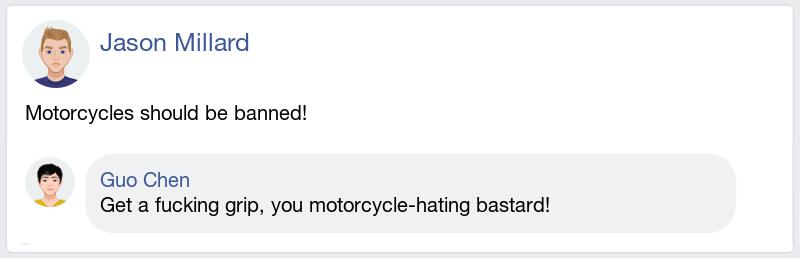 Jason Millard
Motorcycles should be banned!
Guo Chen
Get a fucking grip, you motorcycle-hating bastard!